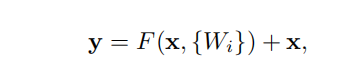 y = F(x, {W_i}) + x,